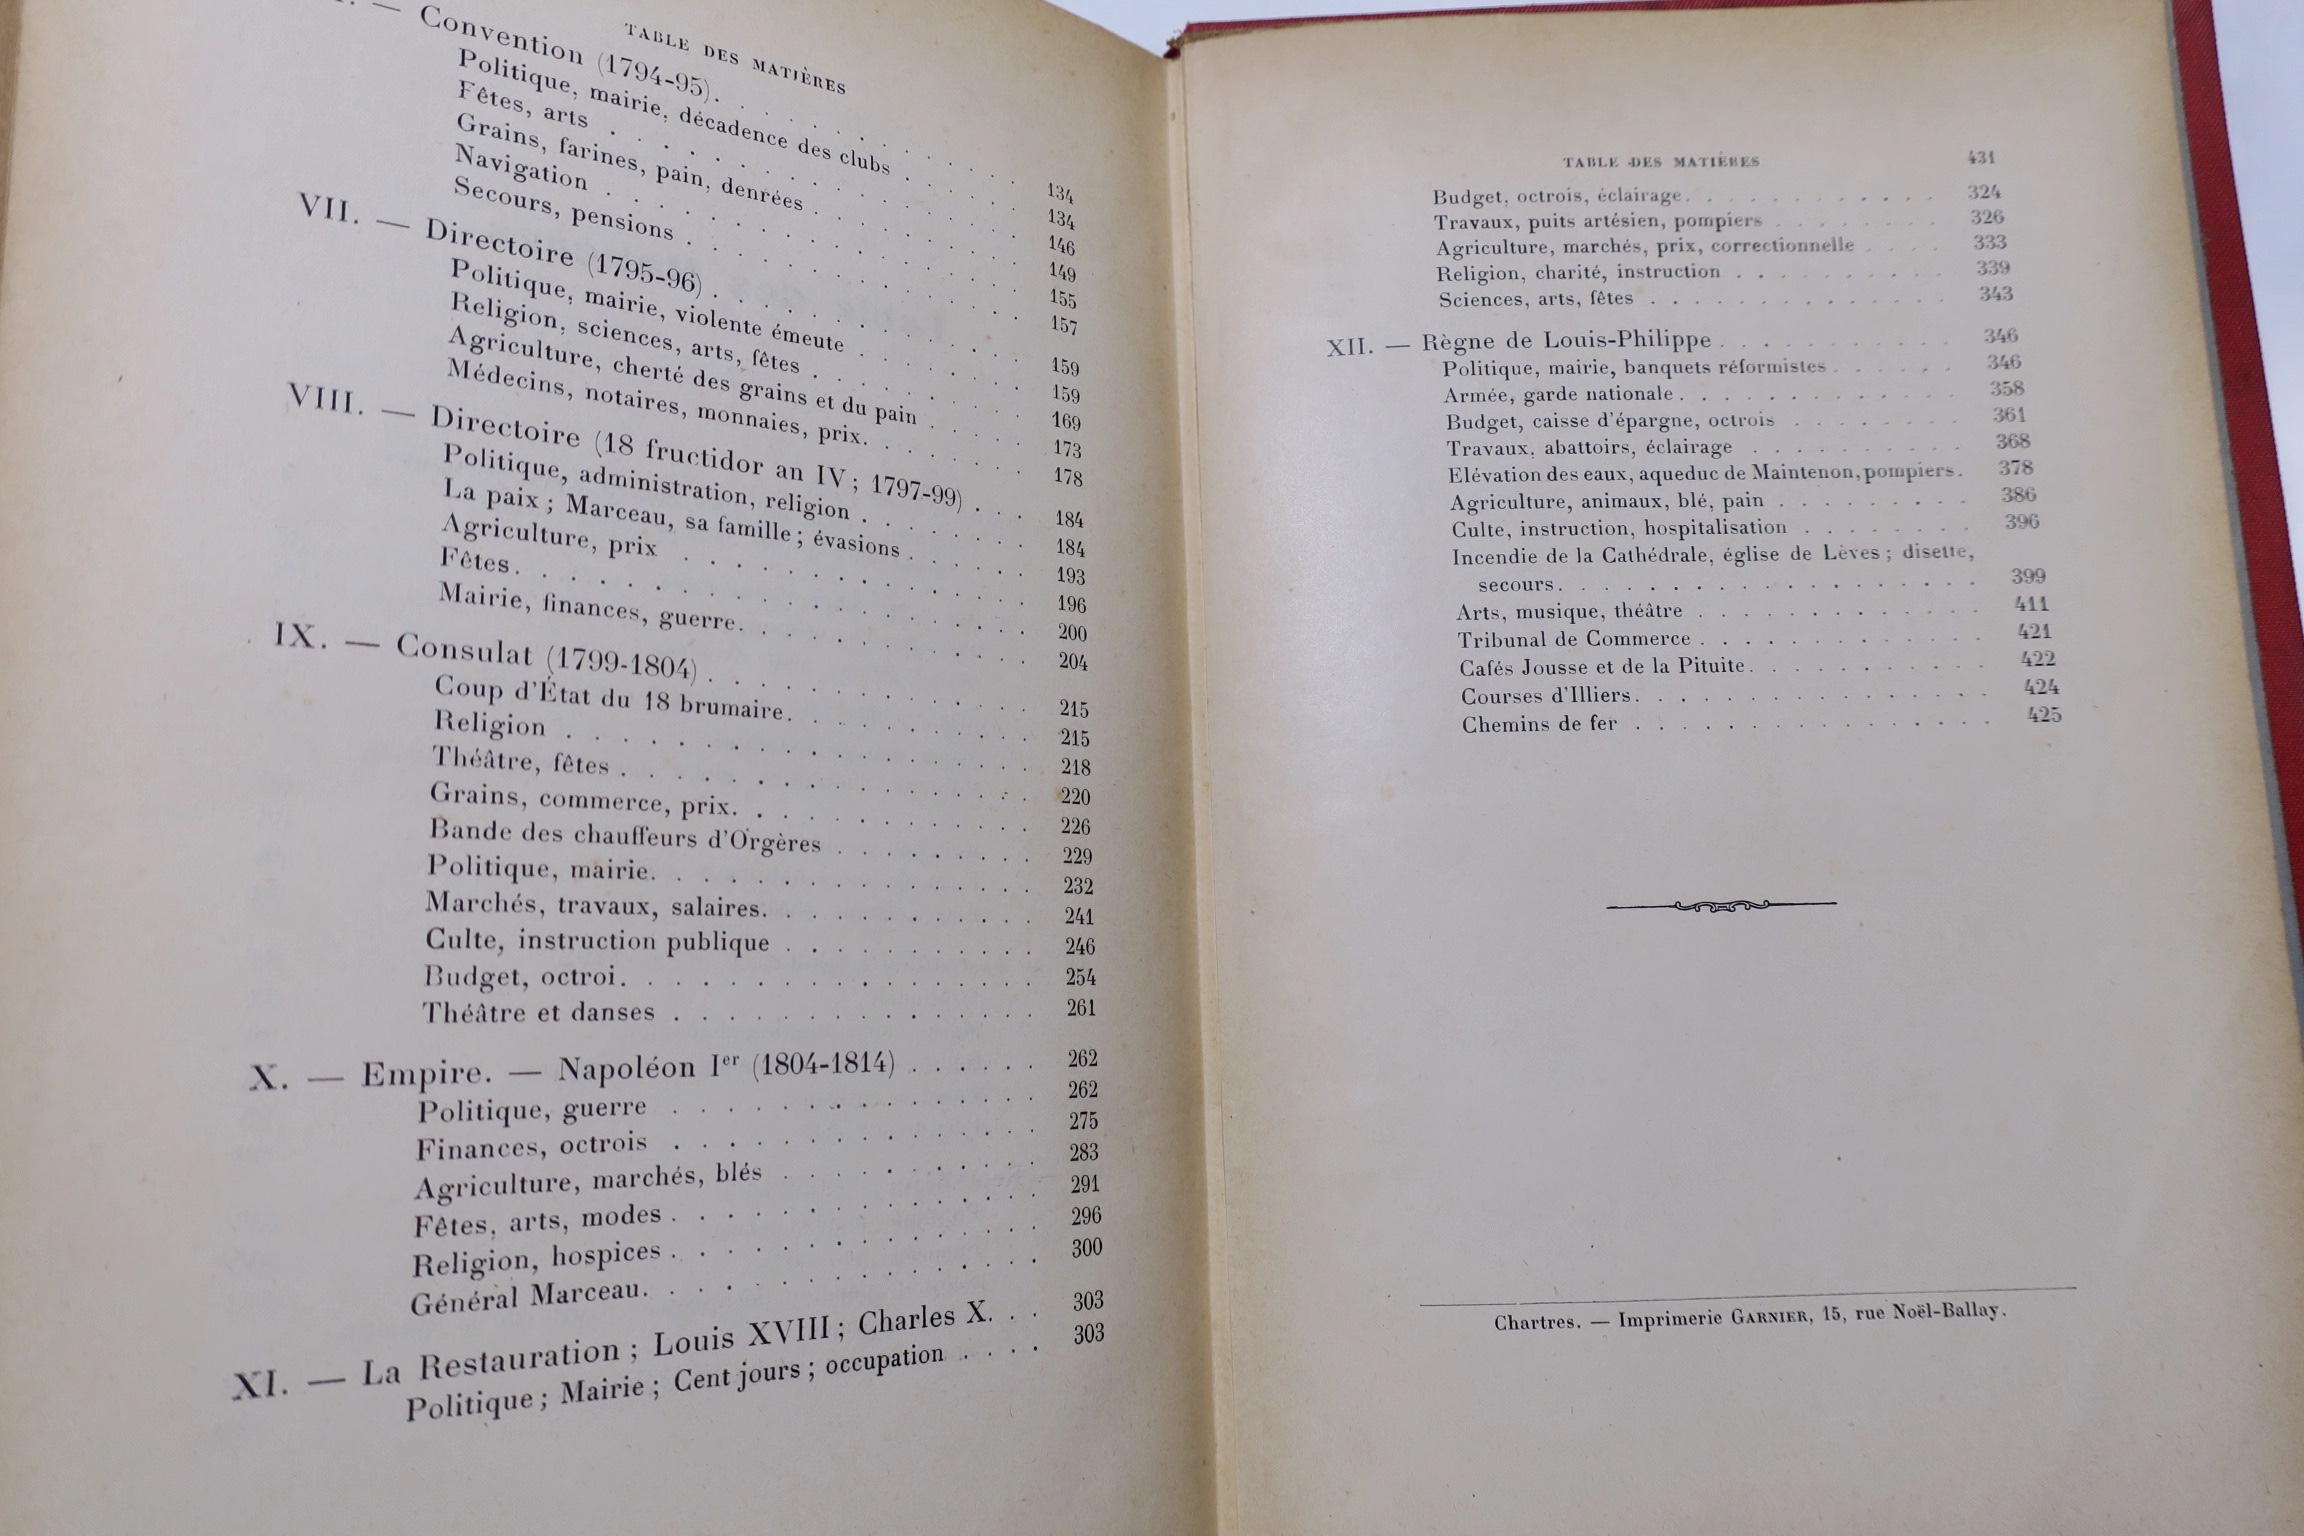 TABLE DES MATIÈRES
— Convention (1794-95). . . . . . . . . . . 134
Politique, mairie, décadence des clubs . . . . . 134
Fêtes, arts . . . . . . . . . . . . . . . 146
Grains, farines, pain, denrées . . . . . . . . 149
Navigation . . . . . . . . . . . . . . . 155
Secours, pensions . . . . . . . . . . . . . 157
VII. — Directoire (1795-96) . . . . . . . . . . . 159
Politique, mairie, violente émeute . . . . . . . 159
Religion, sciences, arts, fêtes . . . . . . . . 169
Agriculture, cherté des grains et du pain . . . . 173
Médecins, notaires, monnaies, prix. . . . . . . 178
VIII. — Directoire (18 fructidor an IV ; 1797-99) . . . 184
Politique, administration, religion . . . . . . . 184
La paix ; Marceau, sa famille ; évasions . . . . . 193
Agriculture, prix . . . . . . . . . . . . . 196
Fêtes. . . . . . . . . . . . . . . . . . . 200
Mairie, finances, guerre. . . . . . . . . . . 204
IX. — Consulat (1799-1804) . . . . . . . . . . . . 215
Coup d'État du 18 brumaire. . . . . . . . . . 215
Religion . . . . . . . . . . . . . . . . . 218
Théâtre, fêtes . . . . . . . . . . . . . . . 220
Grains, commerce, prix. . . . . . . . . . . . 226
Bande des chauffeurs d'Orgères . . . . . . . . 229
Politique, mairie. . . . . . . . . . . . . . . 232
Marchés, travaux, salaires. . . . . . . . . . . 241
Culte, instruction publique . . . . . . . . . . 246
Budget, octroi. . . . . . . . . . . . . . . . 254
Théâtre et danses . . . . . . . . . . . . . . 261
X. — Empire. — Napoléon Ier (1804-1814) . . . . . . 262
Politique, guerre . . . . . . . . . . . . . . 262
Finances, octrois . . . . . . . . . . . . . . 275
Agriculture, marchés, blés . . . . . . . . . . 283
Fêtes, arts, modes . . . . . . . . . . . . . . 291
Religion, hospices . . . . . . . . . . . . . . 296
Général Marceau. . . . . . . . . . . . . . . 300
XI. — La Restauration ; Louis XVIII ; Charles X. . . 303
Politique ; Mairie ; Cent jours ; occupation . . . . 303
TABLE DES MATIÈRES 431
Budget, octrois, éclairage. . . . . . . . . . . 324
Travaux, puits artésien, pompiers . . . . . . . 326
Agriculture, marchés, prix, correctionnelle . . . . 333
Religion, charité, instruction . . . . . . . . . 339
Sciences, arts, fêtes . . . . . . . . . . . . . 343
XII. — Règne de Louis-Philippe . . . . . . . . . . 346
Politique, mairie, banquets réformistes . . . . . 346
Armée, garde nationale . . . . . . . . . . . . 358
Budget, caisse d'épargne, octrois . . . . . . . 361
Travaux, abattoirs, éclairage . . . . . . . . . 368
Elévation des eaux, aqueduc de Maintenon, pompiers. 378
Agriculture, animaux, blé, pain . . . . . . . . 386
Culte, instruction, hospitalisation . . . . . . . 396
Incendie de la Cathédrale, église de Lèves ; disette,
secours. . . . . . . . . . . . . . . . . . 399
Arts, musique, théâtre . . . . . . . . . . . . 411
Tribunal de Commerce . . . . . . . . . . . . 421
Cafés Jousse et de la Pituite. . . . . . . . . . 422
Courses d'Illiers. . . . . . . . . . . . . . . 424
Chemins de fer . . . . . . . . . . . . . . . 425
Chartres. — Imprimerie GARNIER, 15, rue Noël-Ballay.